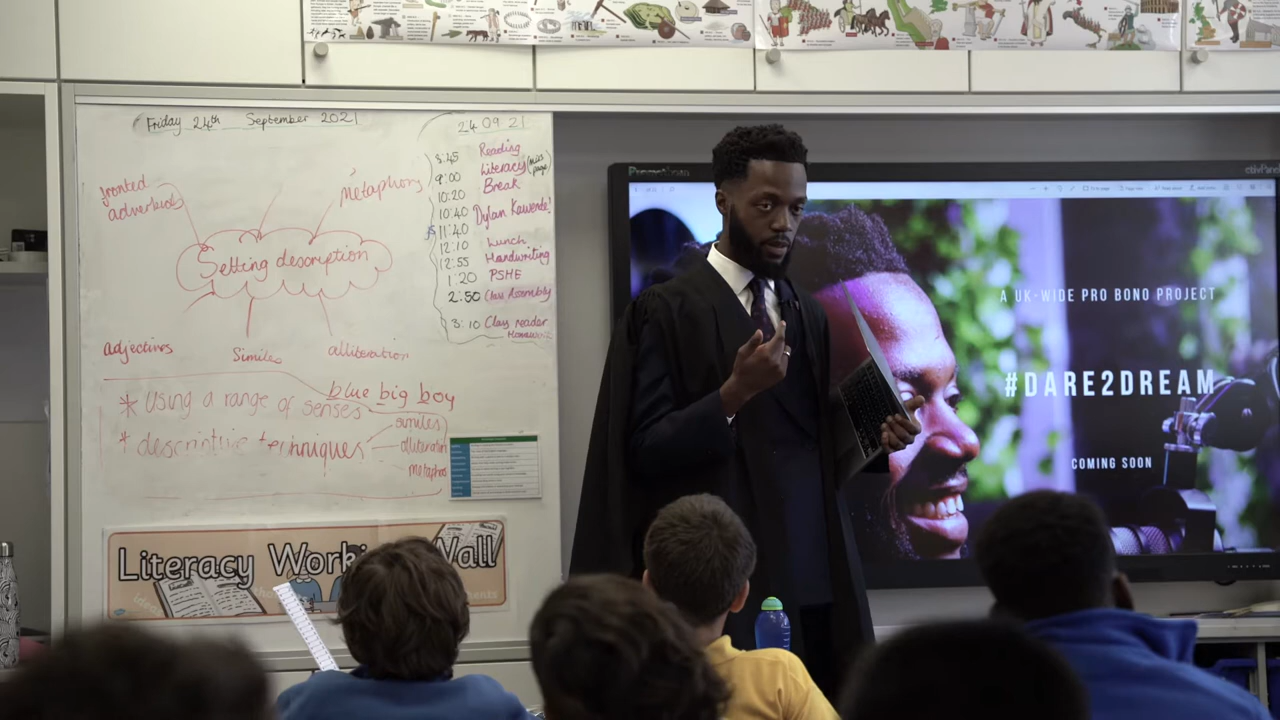 Friday 24th September 2021
24 09 21
8:45 Reading
9:00 Literacy
10:20 Break
10:40 Dylan Kawende!
11:40
12:10 Lunch
12:55 Handwriting
1:20 PSHE
2:50 Class Assembly
3:10 Class reader
fronted adverbials
metaphors
Setting description
adjectives
Similes
alliteration
blue big boy
* Using a range of senses
* descriptive techniques
similes
alliteration
metaphos
Literacy Working Wall
A UK-WIDE PRO BONO PROJECT
#DARE2DREAM
COMING SOON